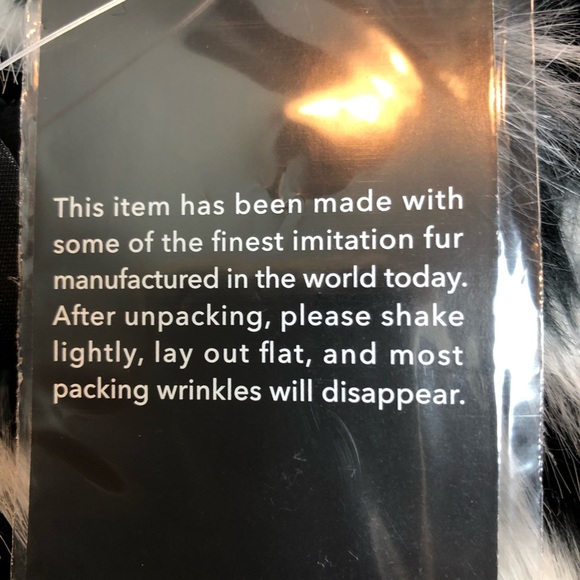 This item has been made with
some of the finest imitation fur
manufactured in the world today.
After unpacking, please shake
lightly, lay out flat, and most
packing wrinkles will disappear.